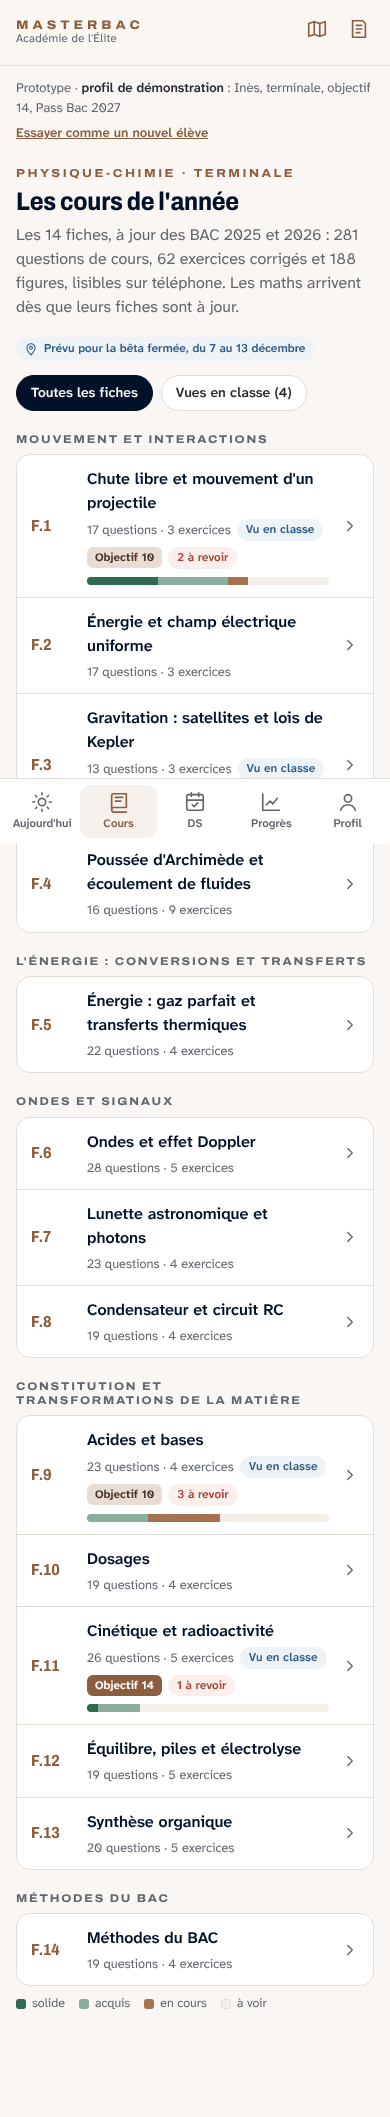 MASTERBAC
Académie de l'Élite
Prototype · profil de démonstration : Inès, terminale, objectif
14, Pass Bac 2027
Essayer comme un nouvel élève
PHYSIQUE-CHIMIE · TERMINALE
Les cours de l'année
Les 14 fiches, à jour des BAC 2025 et 2026 : 281
questions de cours, 62 exercices corrigés et 188
figures, lisibles sur téléphone. Les maths arrivent
dès que leurs fiches sont à jour.
Prévu pour la bêta fermée, du 7 au 13 décembre
Toutes les fiches
Vues en classe (4)
MOUVEMENT ET INTERACTIONS
F.1
Chute libre et mouvement d'un
projectile
17 questions · 3 exercices Vu en classe
Objectif 10 2 à revoir
F.2
Énergie et champ électrique
uniforme
17 questions · 3 exercices
F.3
Gravitation : satellites et lois de
Kepler
13 questions · 3 exercices Vu en classe
Aujourd'hui Cours DS Progrès Profil
F.4
Poussée d'Archimède et
écoulement de fluides
16 questions · 9 exercices
L'ÉNERGIE : CONVERSIONS ET TRANSFERTS
F.5
Énergie : gaz parfait et
transferts thermiques
22 questions · 4 exercices
ONDES ET SIGNAUX
F.6
Ondes et effet Doppler
28 questions · 5 exercices
F.7
Lunette astronomique et
photons
23 questions · 4 exercices
F.8
Condensateur et circuit RC
19 questions · 4 exercices
CONSTITUTION ET
TRANSFORMATIONS DE LA MATIÈRE
F.9
Acides et bases
23 questions · 4 exercices Vu en classe
Objectif 10 3 à revoir
F.10
Dosages
19 questions · 4 exercices
F.11
Cinétique et radioactivité
26 questions · 5 exercices Vu en classe
Objectif 14 1 à revoir
F.12
Équilibre, piles et électrolyse
19 questions · 5 exercices
F.13
Synthèse organique
20 questions · 5 exercices
MÉTHODES DU BAC
F.14
Méthodes du BAC
19 questions · 4 exercices
solide acquis en cours à voir